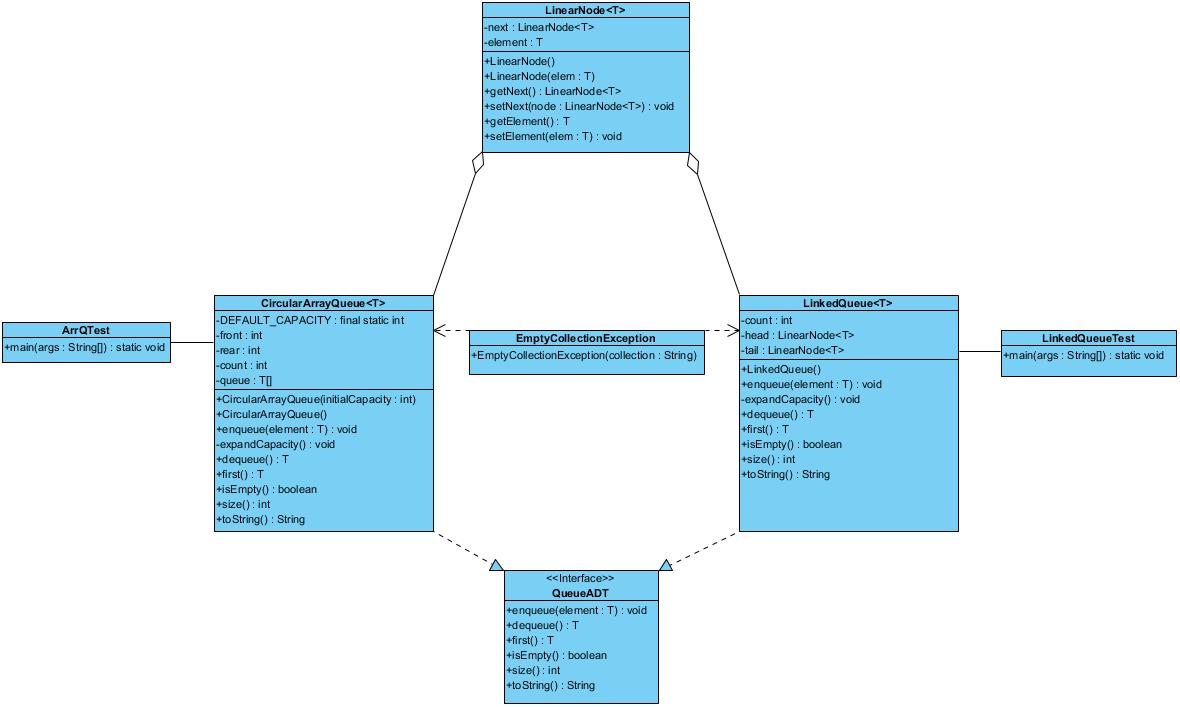 LinearNode<T>
-next : LinearNode<T>
-element : T
+LinearNode()
+LinearNode(elem : T)
+getNext() : LinearNode<T>
+setNext(node : LinearNode<T>) : void
+getElement() : T
+setElement(elem : T) : void
ArrQTest
+main(args : String[]) : static void
CircularArrayQueue<T>
-DEFAULT_CAPACITY : final static int
-front : int
-rear : int
-count : int
-queue : T[]
+CircularArrayQueue(initialCapacity : int)
+CircularArrayQueue()
+enqueue(element : T) : void
-expandCapacity() : void
+dequeue() : T
+first() : T
+isEmpty() : boolean
+size() : int
+toString() : String
EmptyCollectionException
+EmptyCollectionException(collection : String)
LinkedQueue<T>
-count : int
-head : LinearNode<T>
-tail : LinearNode<T>
+LinkedQueue()
+enqueue(element : T) : void
-expandCapacity() : void
+dequeue() : T
+first() : T
+isEmpty() : boolean
+size() : int
+toString() : String
LinkedQueueTest
+main(args : String[]) : static void
<<Interface>>
QueueADT
+enqueue(element : T) : void
+dequeue() : T
+first() : T
+isEmpty() : boolean
+size() : int
+toString() : String